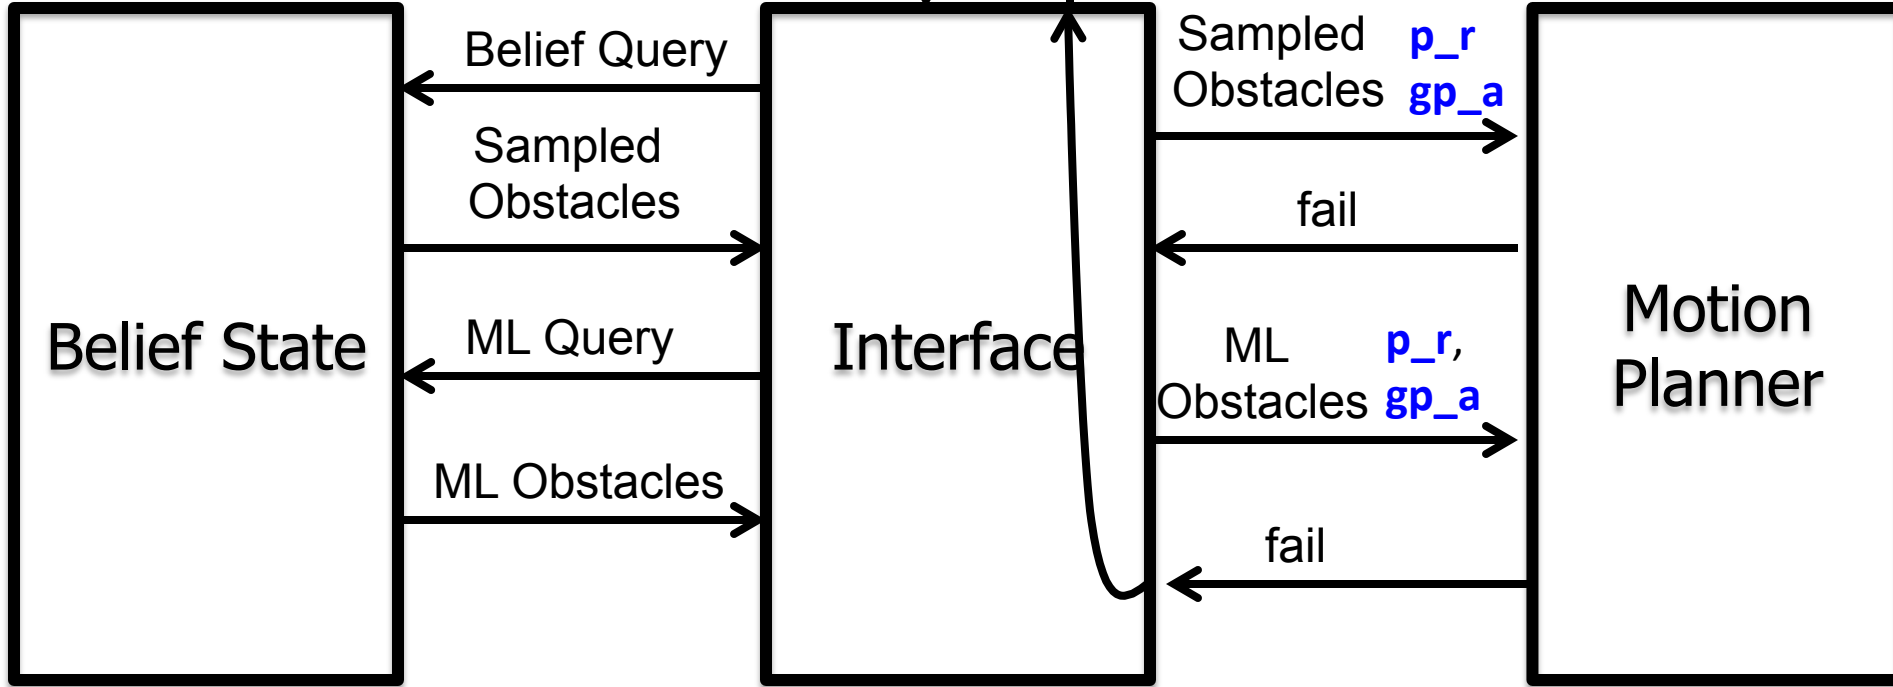 Belief State
Belief Query
Sampled
Obstacles
ML Query
ML Obstacles
Interface
Sampled p_r
Obstacles gp_a
fail
ML p_r,
Obstacles gp_a
fail
Motion
Planner